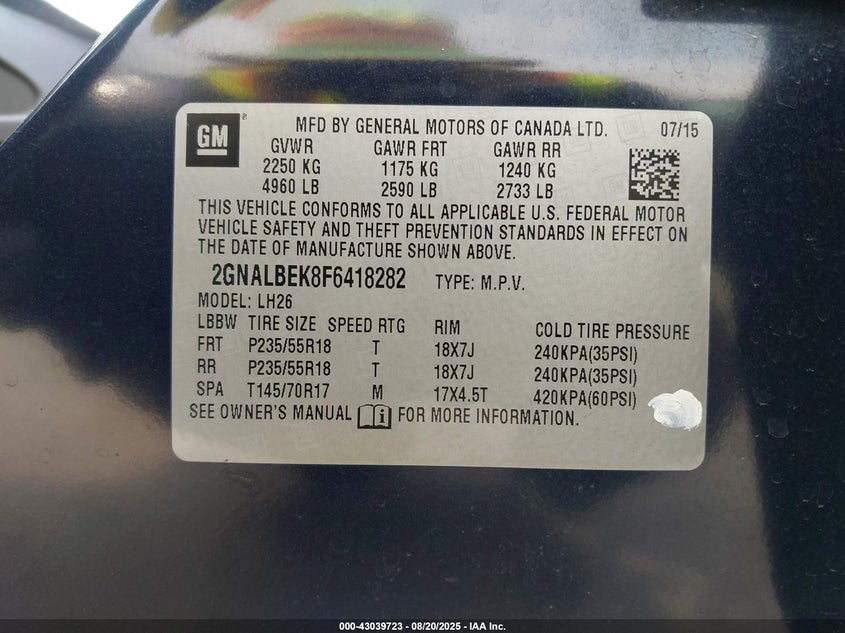 GM
MFD BY GENERAL MOTORS OF CANADA LTD. 07/15
GVWR GAWR FRT GAWR RR
2250 KG 1175 KG 1240 KG
4960 LB 2590 LB 2733 LB
THIS VEHICLE CONFORMS TO ALL APPLICABLE U.S. FEDERAL MOTOR
VEHICLE SAFETY AND THEFT PREVENTION STANDARDS IN EFFECT ON
THE DATE OF MANUFACTURE SHOWN ABOVE.
2GNALBEK8F6418282 TYPE: M.P.V.
MODEL: LH26
LBBW TIRE SIZE SPEED RTG RIM COLD TIRE PRESSURE
FRT P235/55R18 T 18X7J 240KPA(35PSI)
RR P235/55R18 T 18X7J 240KPA(35PSI)
SPA T145/70R17 M 17X4.5T 420KPA(60PSI)
SEE OWNER'S MANUAL FOR MORE INFORMATION.
000-43039723 — 08/20/2025 — IAA Inc.